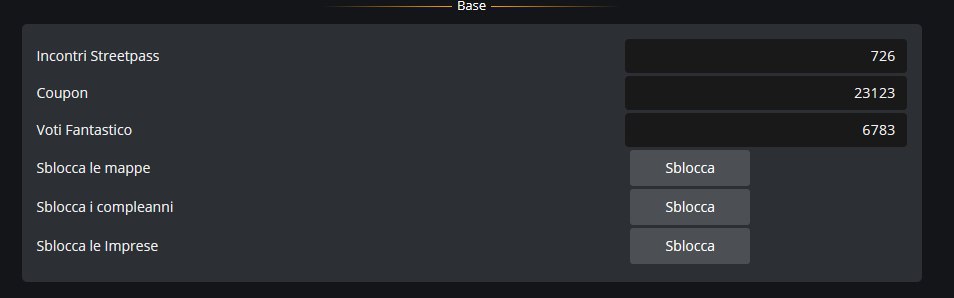 Base
Incontri Streetpass 726
Coupon 23123
Voti Fantastico 6783
Sblocca le mappe Sblocca
Sblocca i compleanni Sblocca
Sblocca le Imprese Sblocca